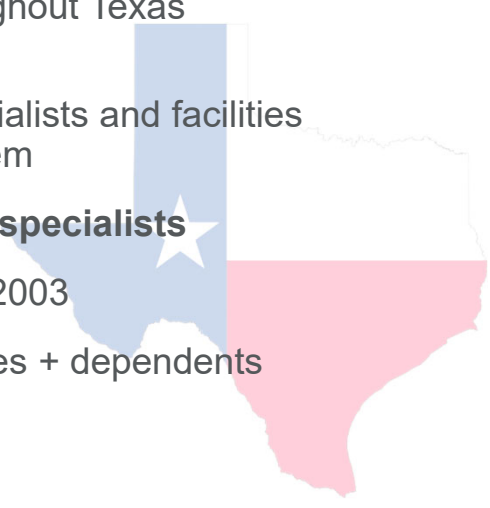 ghout Texas
ialists and facilities
em
specialists
2003
es + dependents